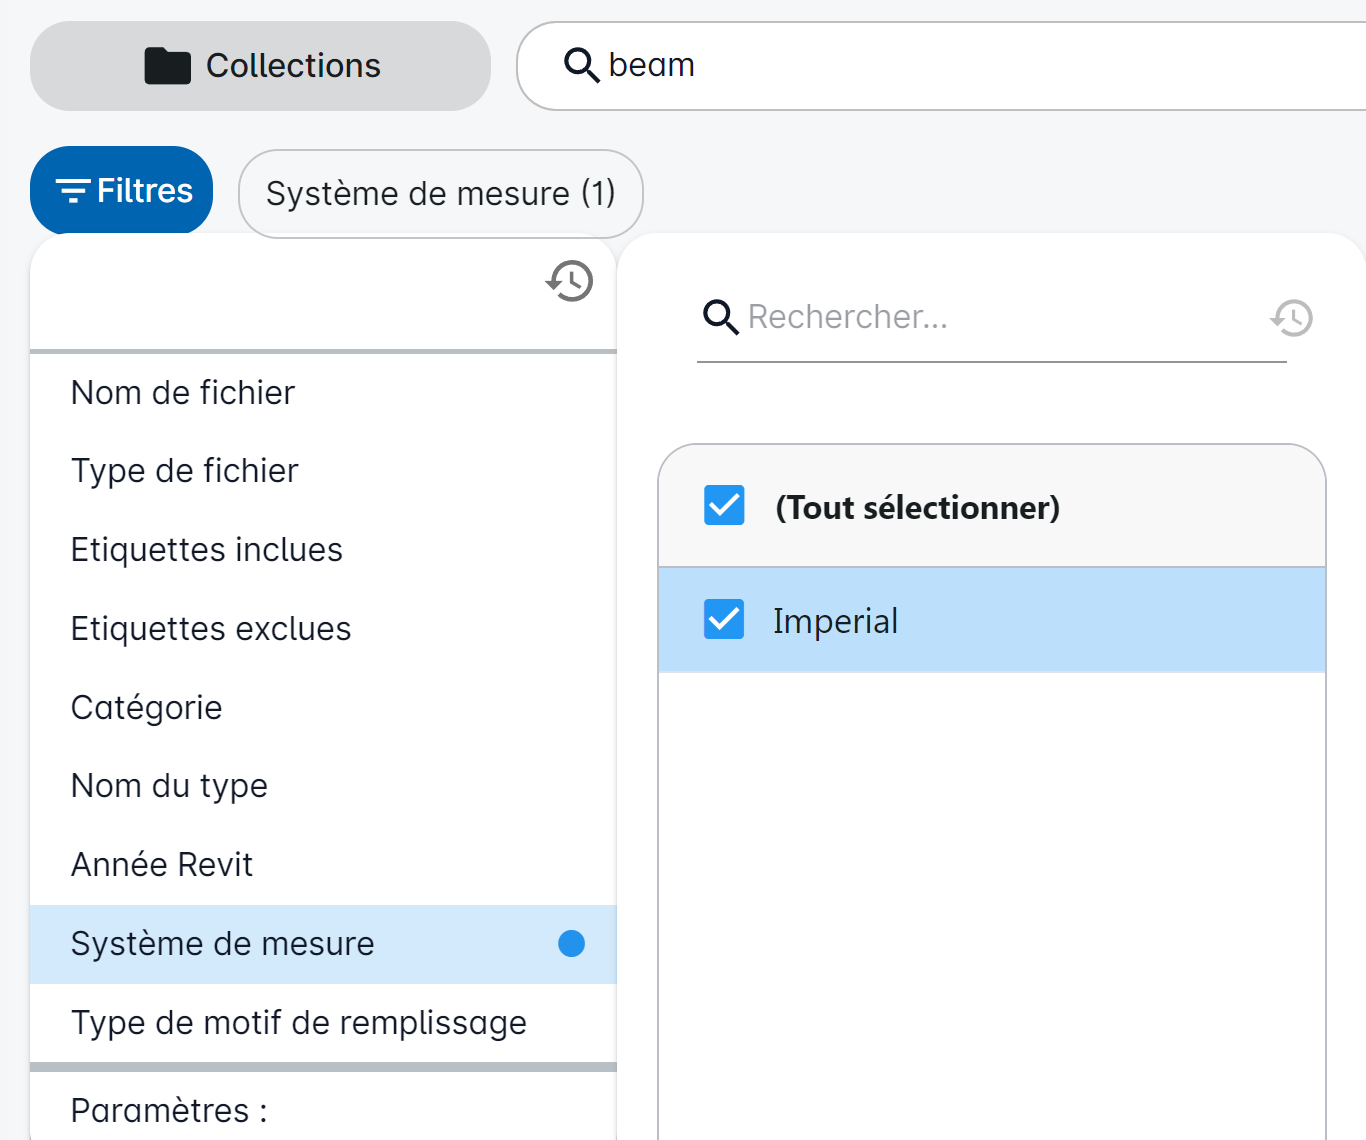 Collections
beam
Filtres
Système de mesure (1)
Rechercher...
Nom de fichier
Type de fichier
Etiquettes inclues
Etiquettes exclues
Catégorie
Nom du type
Année Revit
Système de mesure
Type de motif de remplissage
Paramètres :
(Tout sélectionner)
Imperial